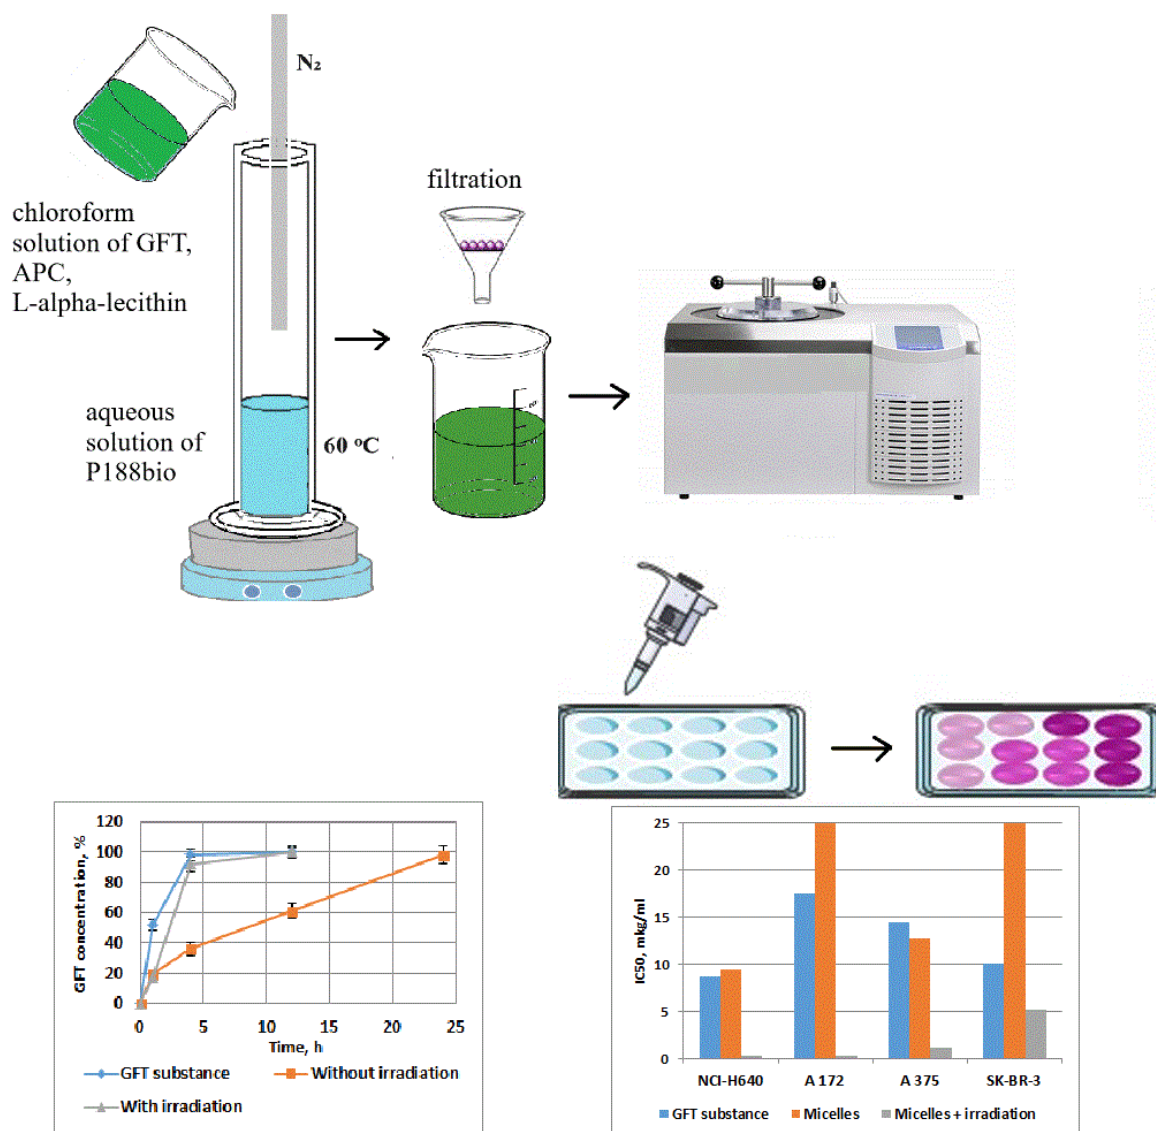 N₂
chloroform
solution of GFT,
APC,
L-alpha-lecithin
filtration
aqueous
solution of
P188bio
60 ºC
GFT concentration, %
120
100
80
60
40
20
0
0 5 10 15 20 25
Time, h
GFT substance Without irradiation
With irradiation
IC50, mkg/ml
25
20
15
10
5
0
NCI-H640 A 172 A 375 SK-BR-3
GFT substance Micelles Micelles + irradiation